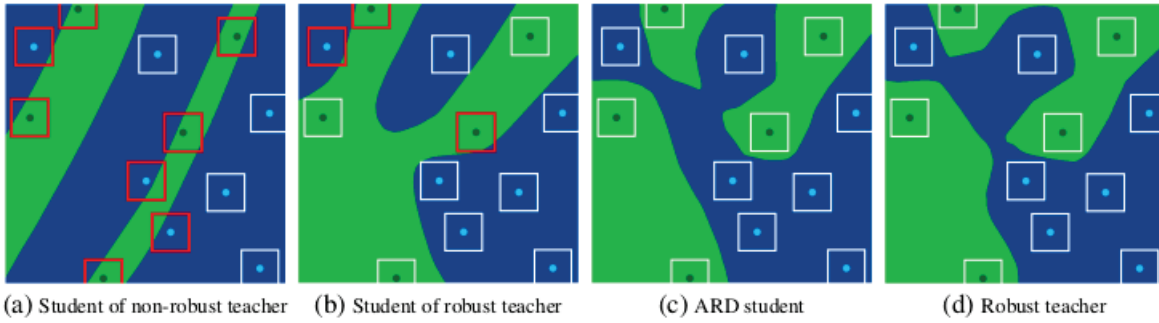 (a) Student of non-robust teacher (b) Student of robust teacher (c) ARD student (d) Robust teacher